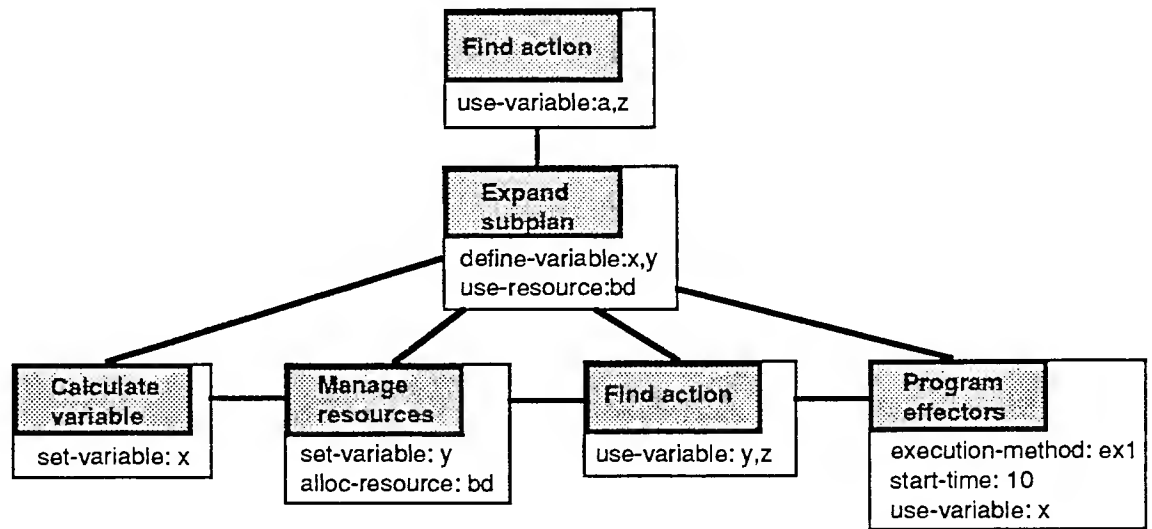 Find action
use-variable:a,z
Expand
subplan
define-variable:x,y
use-resource:bd
Calculate
variable
set-variable: x
Manage
resources
set-variable: y
alloc-resource: bd
Find action
use-variable: y,z
Program
effectors
execution-method: ex1
start-time: 10
use-variable: x